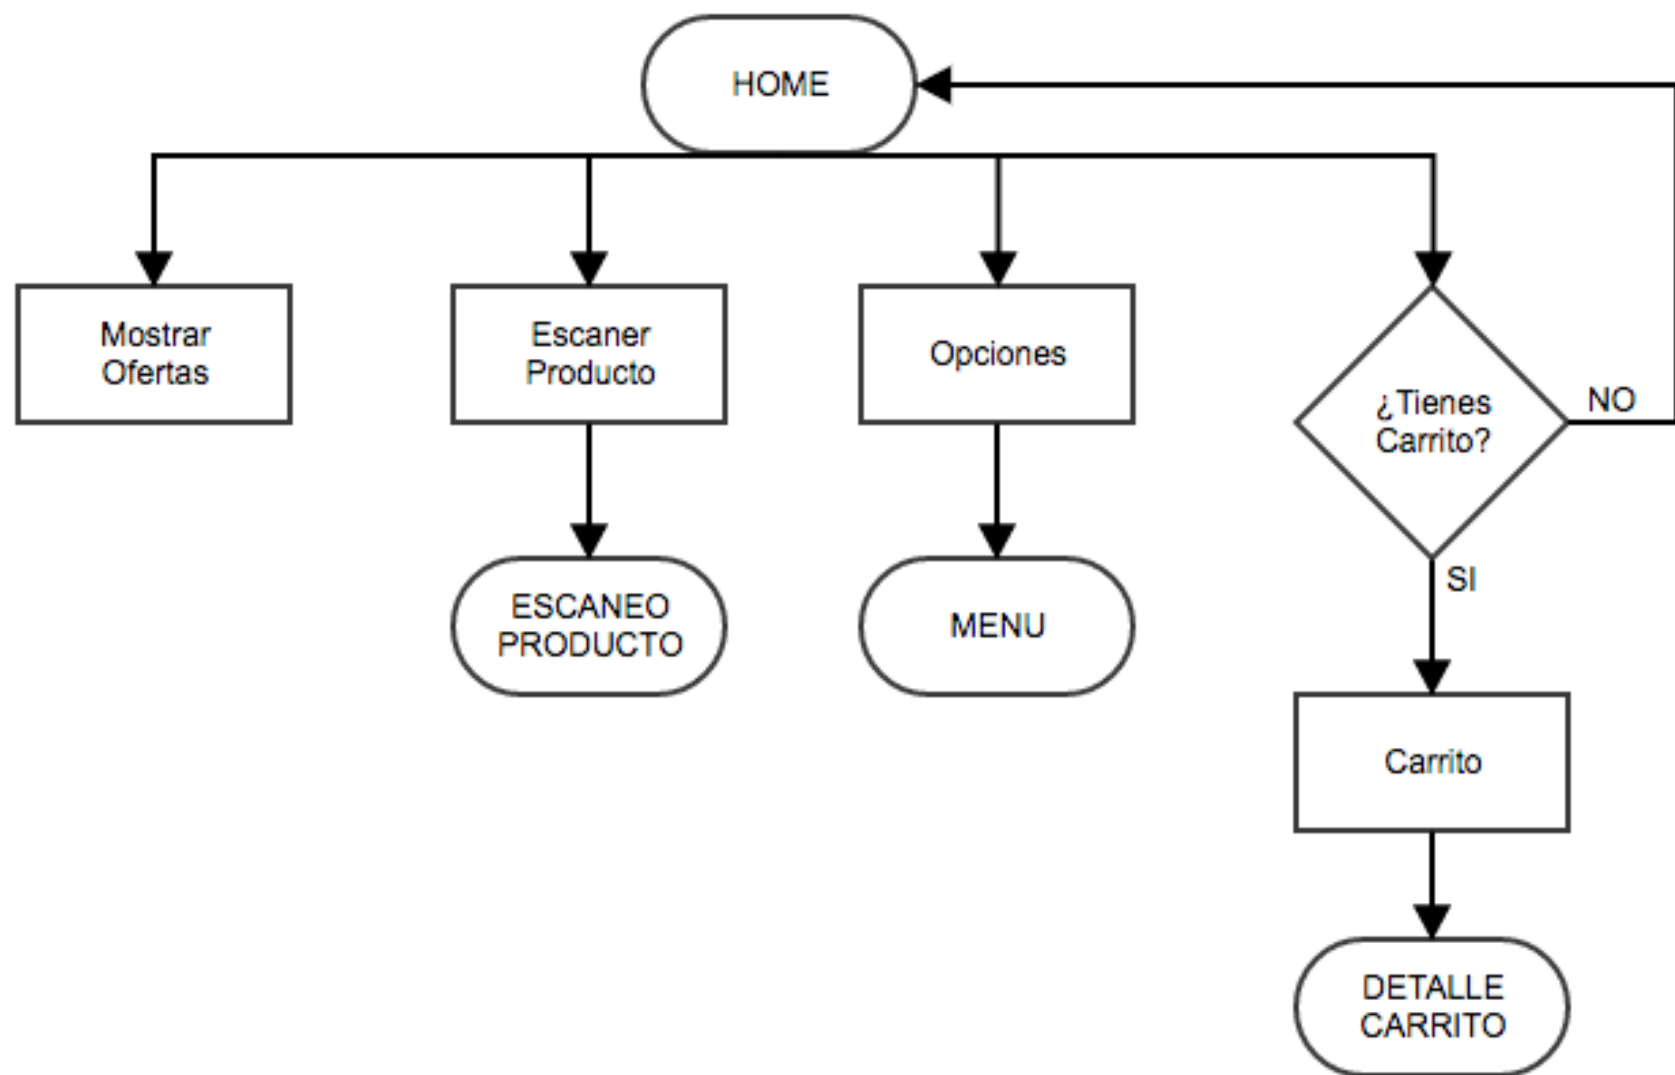 HOME
Mostrar
Ofertas
Escaner
Producto
Opciones
¿Tienes
Carrito?
NO
SI
ESCANEO
PRODUCTO
MENU
Carrito
DETALLE
CARRITO